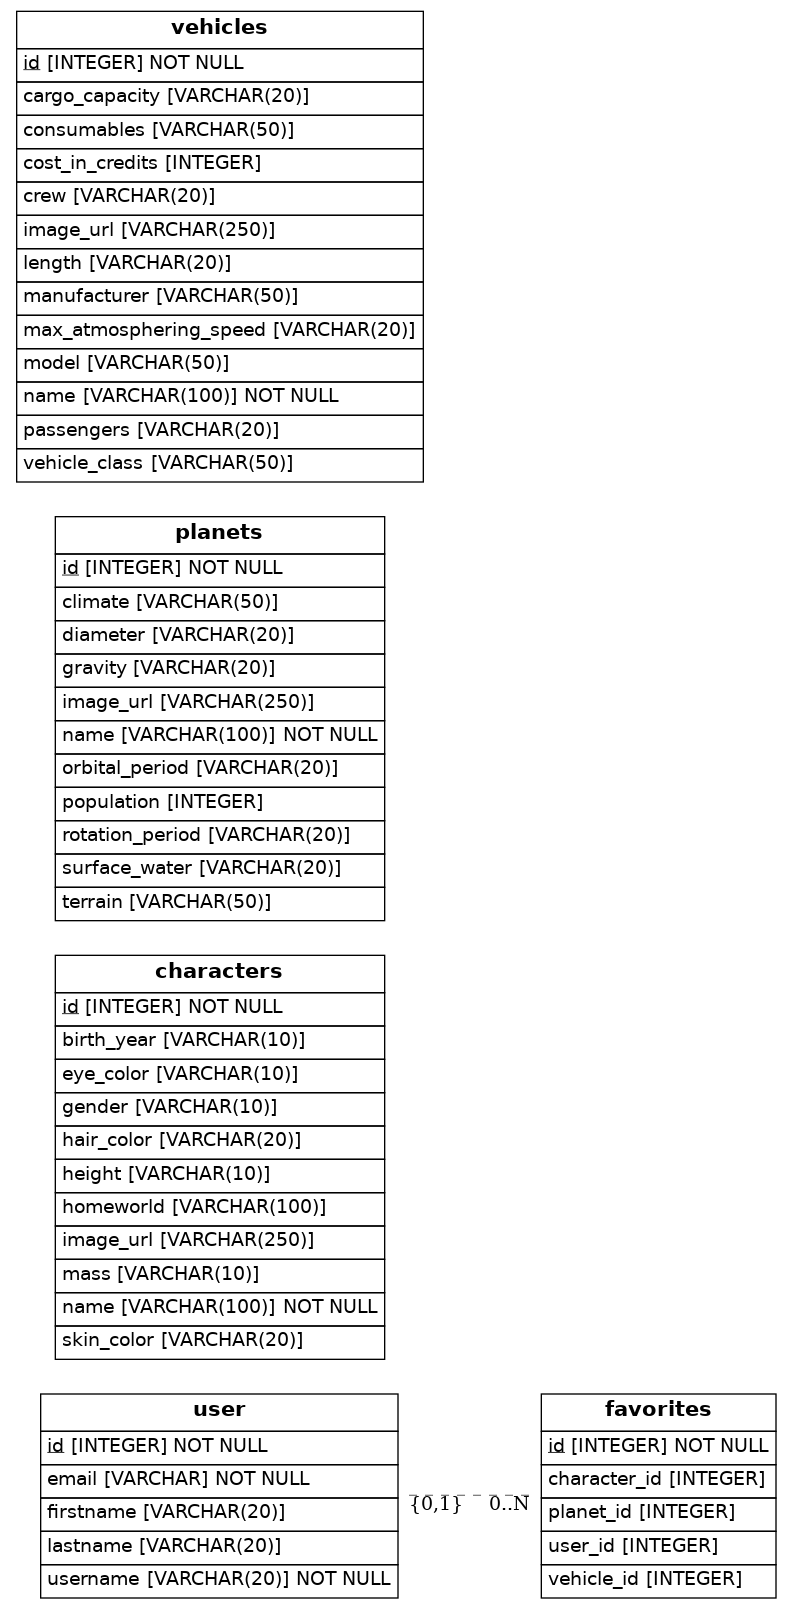 vehicles
id [INTEGER] NOT NULL
cargo_capacity [VARCHAR(20)]
consumables [VARCHAR(50)]
cost_in_credits [INTEGER]
crew [VARCHAR(20)]
image_url [VARCHAR(250)]
length [VARCHAR(20)]
manufacturer [VARCHAR(50)]
max_atmosphering_speed [VARCHAR(20)]
model [VARCHAR(50)]
name [VARCHAR(100)] NOT NULL
passengers [VARCHAR(20)]
vehicle_class [VARCHAR(50)]
planets
id [INTEGER] NOT NULL
climate [VARCHAR(50)]
diameter [VARCHAR(20)]
gravity [VARCHAR(20)]
image_url [VARCHAR(250)]
name [VARCHAR(100)] NOT NULL
orbital_period [VARCHAR(20)]
population [INTEGER]
rotation_period [VARCHAR(20)]
surface_water [VARCHAR(20)]
terrain [VARCHAR(50)]
characters
id [INTEGER] NOT NULL
birth_year [VARCHAR(10)]
eye_color [VARCHAR(10)]
gender [VARCHAR(10)]
hair_color [VARCHAR(20)]
height [VARCHAR(10)]
homeworld [VARCHAR(100)]
image_url [VARCHAR(250)]
mass [VARCHAR(10)]
name [VARCHAR(100)] NOT NULL
skin_color [VARCHAR(20)]
user
id [INTEGER] NOT NULL
email [VARCHAR] NOT NULL
firstname [VARCHAR(20)]
lastname [VARCHAR(20)]
username [VARCHAR(20)] NOT NULL
{0,1} 0..N
favorites
id [INTEGER] NOT NULL
character_id [INTEGER]
planet_id [INTEGER]
user_id [INTEGER]
vehicle_id [INTEGER]